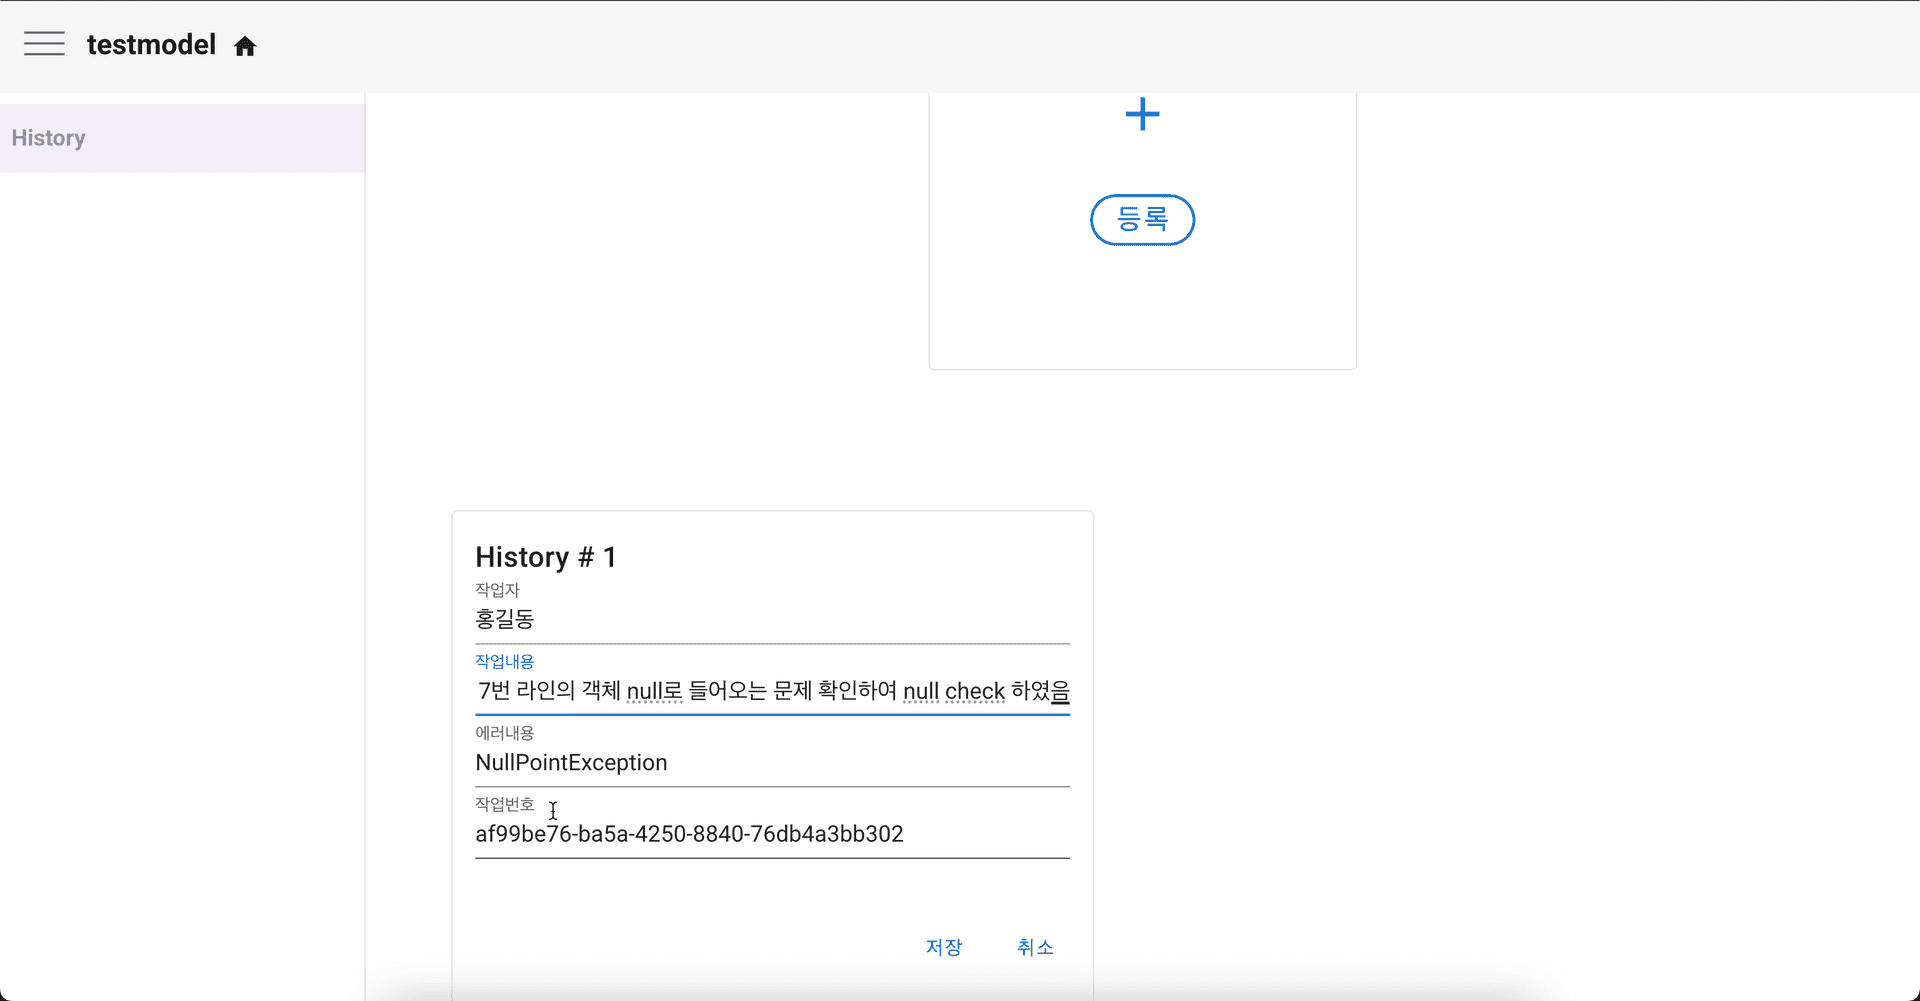 testmodel
History
등록
History # 1
작업자
홍길동
작업내용
7번 라인의 객체 null로 들어오는 문제 확인하여 null check 하였음
에러내용
NullPointException
작업번호
af99be76-ba5a-4250-8840-76db4a3bb302
저장 취소